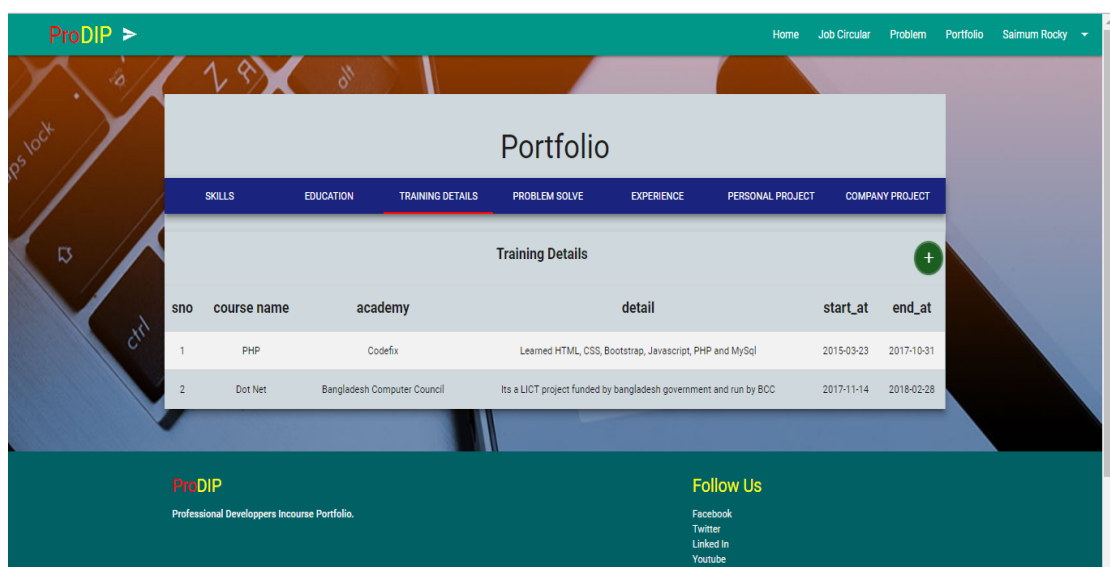 ProDIP
Home Job Circular Problem Portfolio Saimum Rocky
Z Я alt
aps lock
ctrl
Portfolio
SKILLS EDUCATION TRAINING DETAILS PROBLEM SOLVE EXPERIENCE PERSONAL PROJECT COMPANY PROJECT
Training Details
+
sno course name academy detail start_at end_at
1 PHP Codefix Learned HTML, CSS, Bootstrap, Javascript, PHP and MySql 2015-03-23 2017-10-31
2 Dot Net Bangladesh Computer Council Its a LICT project funded by bangladesh government and run by BCC 2017-11-14 2018-02-28
ProDIP
Professional Developpers Incourse Portfolio.
Follow Us
Facebook
Twitter
Linked In
Youtube